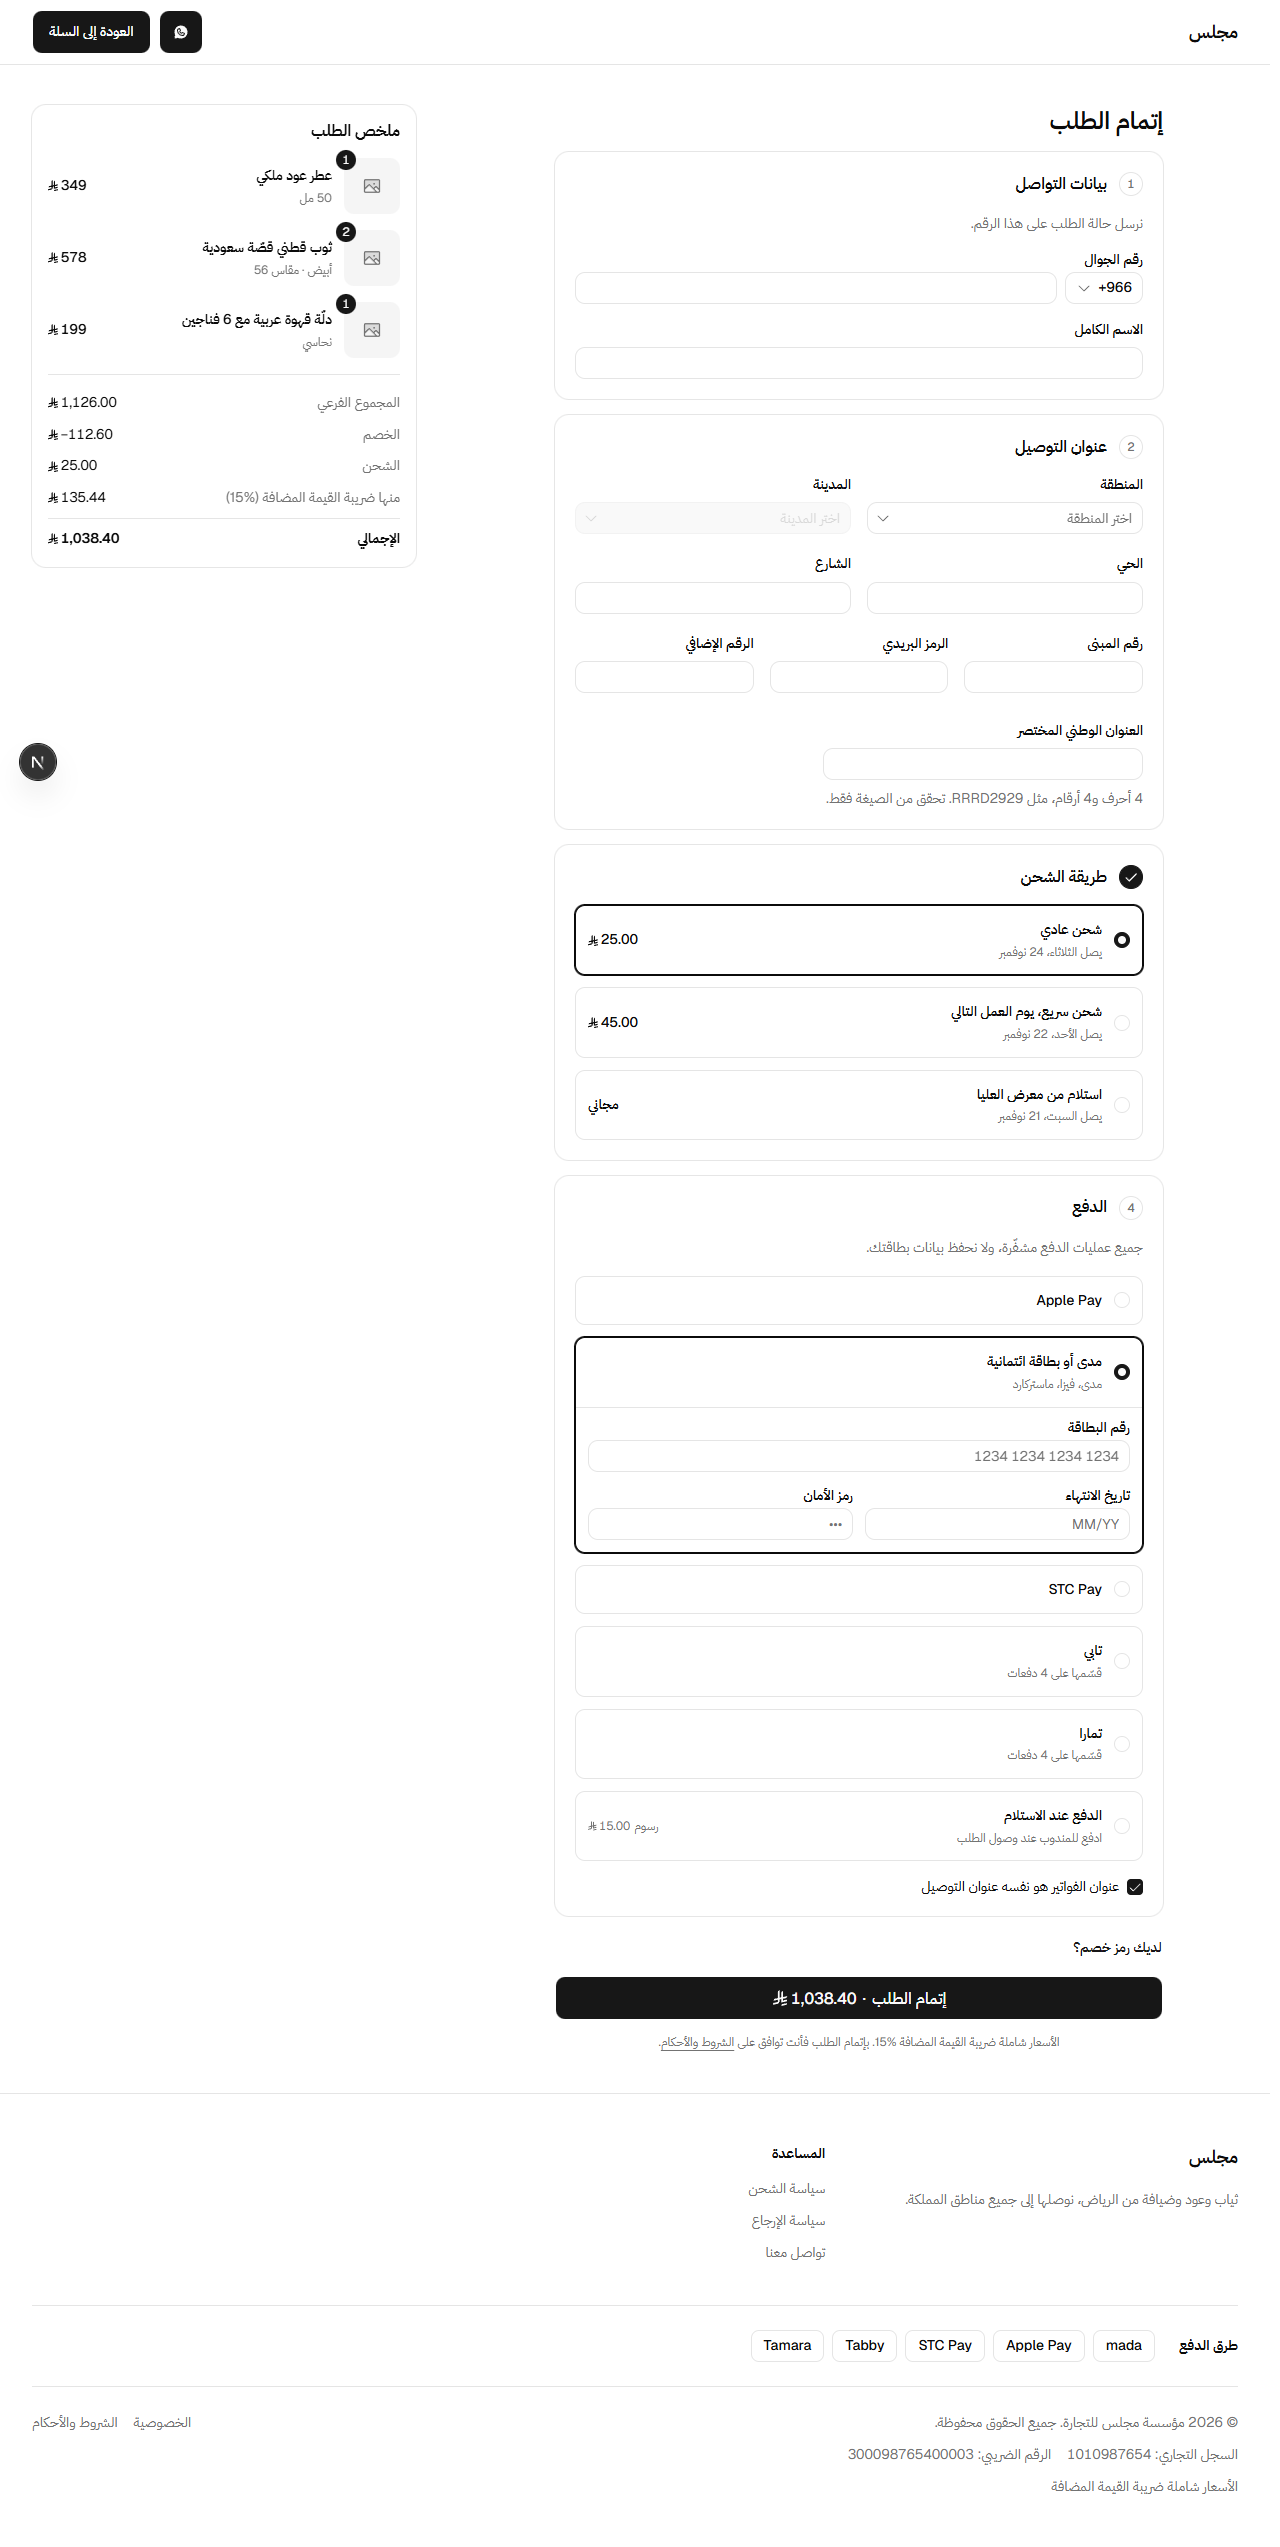 مجلس
العودة إلى السلة
إتمام الطلب
1 بيانات التواصل
نرسل حالة الطلب على هذا الرقم.
رقم الجوال
+966
الاسم الكامل
2 عنوان التوصيل
المنطقة
المدينة
اختر المنطقة
اختر المدينة
الحي
الشارع
رقم المبنى
الرمز البريدي
الرقم الإضافي
العنوان الوطني المختصر
4 أحرف و4 أرقام، مثل RRRD2929. تحقق من الصيغة فقط.
طريقة الشحن
شحن عادي
يصل الثلاثاء، 24 نوفمبر
25.00 ⃁
شحن سريع، يوم العمل التالي
يصل الأحد، 22 نوفمبر
45.00 ⃁
استلام من معرض العليا
يصل السبت، 21 نوفمبر
مجاني
4 الدفع
جميع عمليات الدفع مشفّرة، ولا نحفظ بيانات بطاقتك.
Apple Pay
مدى أو بطاقة ائتمانية
مدى، فيزا، ماستركارد
رقم البطاقة
1234 1234 1234 1234
تاريخ الانتهاء
رمز الأمان
MM/YY
•••
STC Pay
تابي
قسّمها على 4 دفعات
تمارا
قسّمها على 4 دفعات
الدفع عند الاستلام
ادفع للمندوب عند وصول الطلب
رسوم 15.00 ⃁
عنوان الفواتير هو نفسه عنوان التوصيل
لديك رمز خصم؟
إتمام الطلب · 1,038.40 ⃁
الأسعار شاملة ضريبة القيمة المضافة 15%. بإتمام الطلب فأنت توافق على الشروط والأحكام.
ملخص الطلب
1
عطر عود ملكي
50 مل
349 ⃁
2
ثوب قطني قصّة سعودية
أبيض · مقاس 56
578 ⃁
1
دلّة قهوة عربية مع 6 فناجين
نحاسي
199 ⃁
المجموع الفرعي 1,126.00 ⃁
الخصم −112.60 ⃁
الشحن 25.00 ⃁
منها ضريبة القيمة المضافة (15%) 135.44 ⃁
الإجمالي 1,038.40 ⃁
N
مجلس
ثياب وعود وضيافة من الرياض، نوصلها إلى جميع مناطق المملكة.
المساعدة
سياسة الشحن
سياسة الإرجاع
تواصل معنا
طرق الدفع
mada
Apple Pay
STC Pay
Tabby
Tamara
© 2026 مؤسسة مجلس للتجارة. جميع الحقوق محفوظة.
السجل التجاري: 1010987654 الرقم الضريبي: 300098765400003
الأسعار شاملة ضريبة القيمة المضافة
الخصوصية
الشروط والأحكام